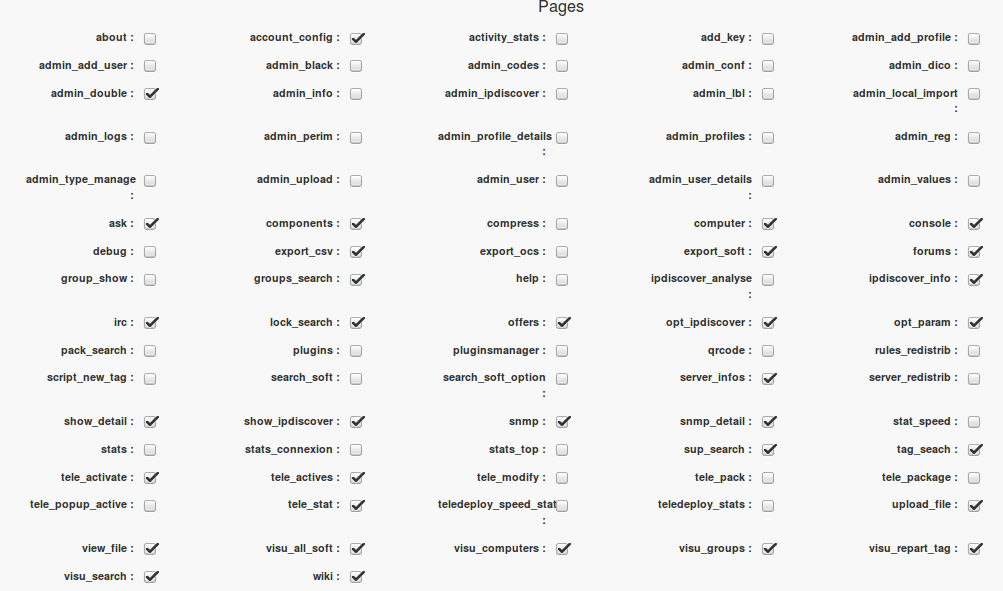 Pages
about : account_config : activity_stats : add_key : admin_add_profile :
admin_add_user : admin_black : admin_codes : admin_conf : admin_dico :
admin_double : admin_info : admin_ipdiscover : admin_lbl : admin_local_import
:
admin_logs : admin_perim : admin_profile_details admin_profiles : admin_reg :
:
admin_type_manage admin_upload : admin_user : admin_user_details admin_values :
: :
ask : components : compress : computer : console :
debug : export_csv : export_ocs : export_soft : forums :
group_show : groups_search : help : ipdiscover_analyse ipdiscover_info :
:
irc : lock_search : offers : opt_ipdiscover : opt_param :
pack_search : plugins : pluginsmanager : qrcode : rules_redistrib :
script_new_tag : search_soft : search_soft_option server_infos : server_redistrib :
:
show_detail : show_ipdiscover : snmp : snmp_detail : stat_speed :
stats : stats_connexion : stats_top : sup_search : tag_seach :
tele_activate : tele_actives : tele_modify : tele_pack : tele_package :
tele_popup_active : tele_stat : teledeploy_speed_stat teledeploy_stats : upload_file :
:
view_file : visu_all_soft : visu_computers : visu_groups : visu_repart_tag :
visu_search : wiki :